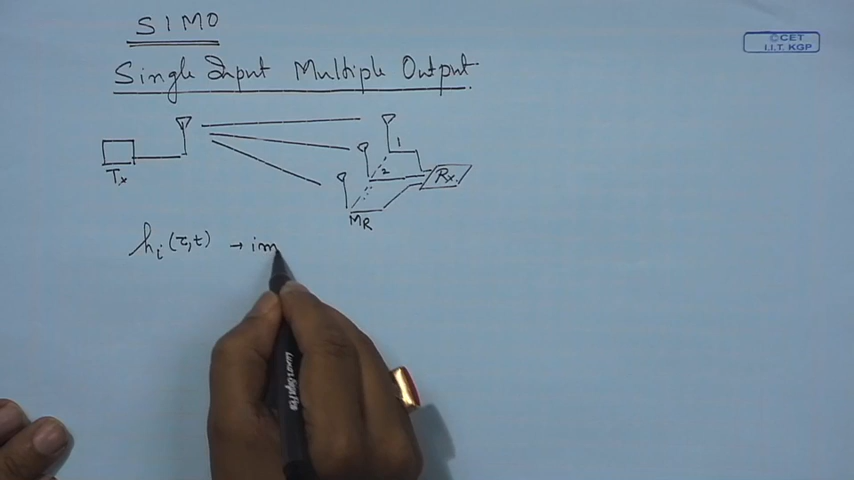 SIMO
©CET
I.I.T. KGP
Single Input Multiple Output
1
2
Tx
Rx.
MR
hi(τ,t) → im